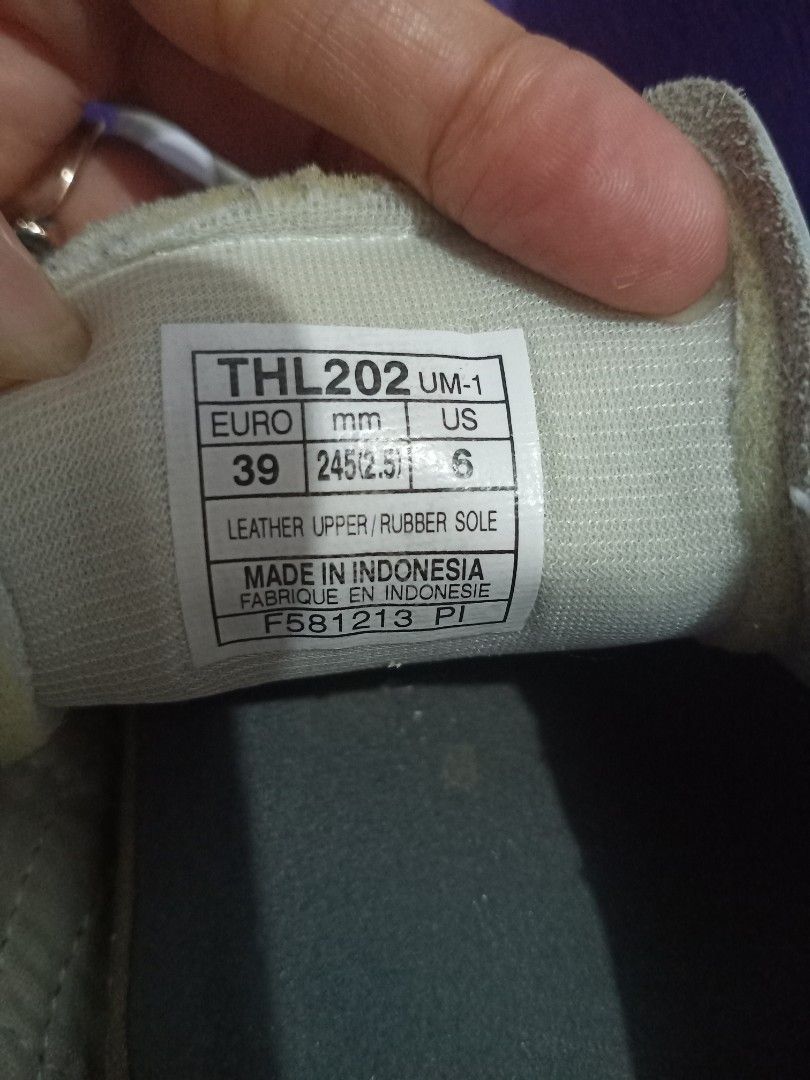 THL202 UM-1
EURO mm US
39 245(2.5) 6
LEATHER UPPER/RUBBER SOLE
MADE IN INDONESIA
FABRIQUE EN INDONESIE
F581213 PI